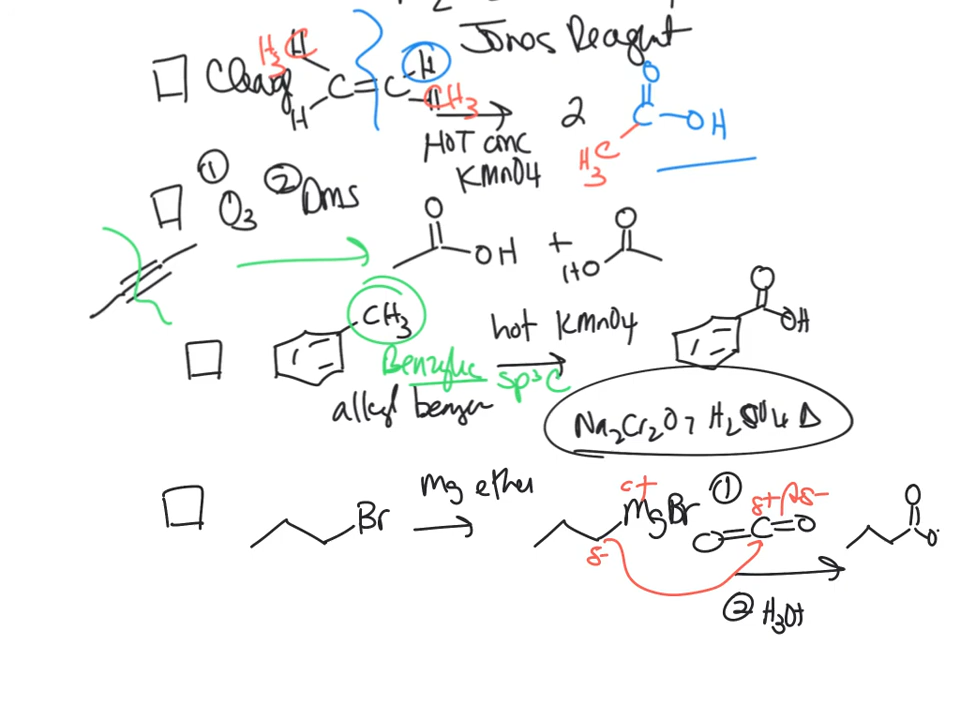 Jones Reagent
H3C
H
CH3
C=C
H
HOT conc
KMnO4
2
O
C-OH
H3C
① O3 ② Dms
O
OH
+
O
HO
CH3
hot KMnO4
O
OH
Benzylic
sp3 C
alkyl benzen
Na2Cr2O7 H2SO4 Δ
Br
Mg ether
δ+
MgBr
δ-
①
δ+ δ-
O=C=O
② H3O+
O
O